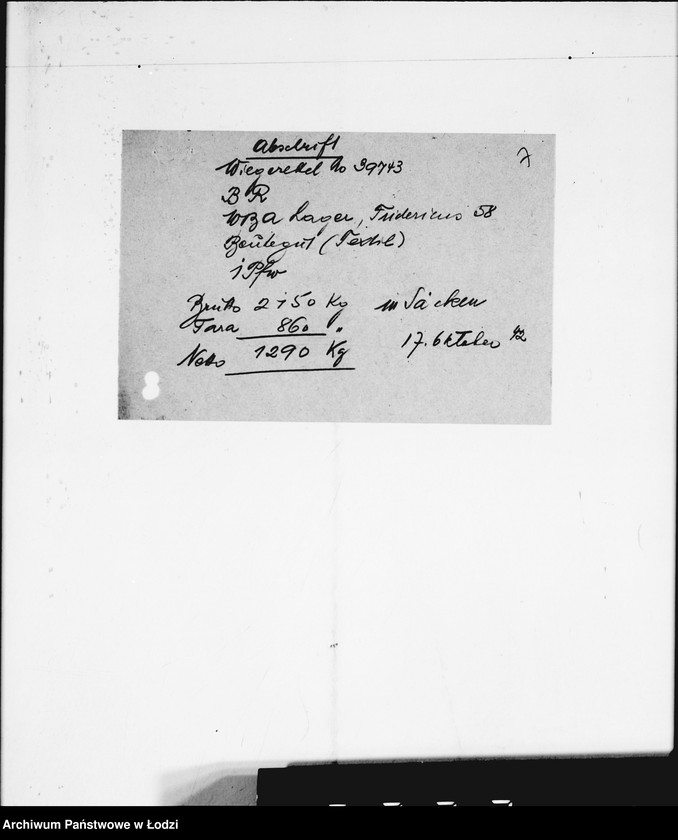 7
Abschrift
Wiegezettel No 39743
B R
WBA Lager, Fridericus 58
Beutegut (Textil)
1 Pfw
Brutto 2150 Kg in Säcken
Tara 860 "
Netto 1290 Kg 17. Oktober 42
Archiwum Państwowe w Łodzi